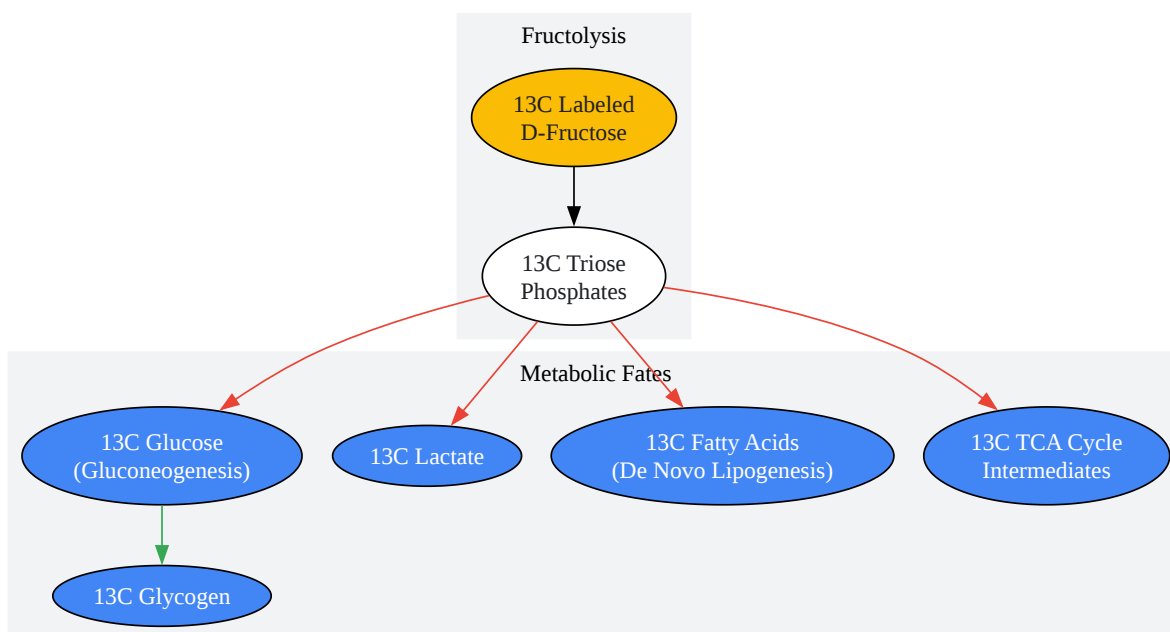 Fructolysis
13C Labeled
D-Fructose
13C Triose
Phosphates
Metabolic Fates
13C Glucose
(Gluconeogenesis)
13C Lactate
13C Fatty Acids
(De Novo Lipogenesis)
13C TCA Cycle
Intermediates
13C Glycogen